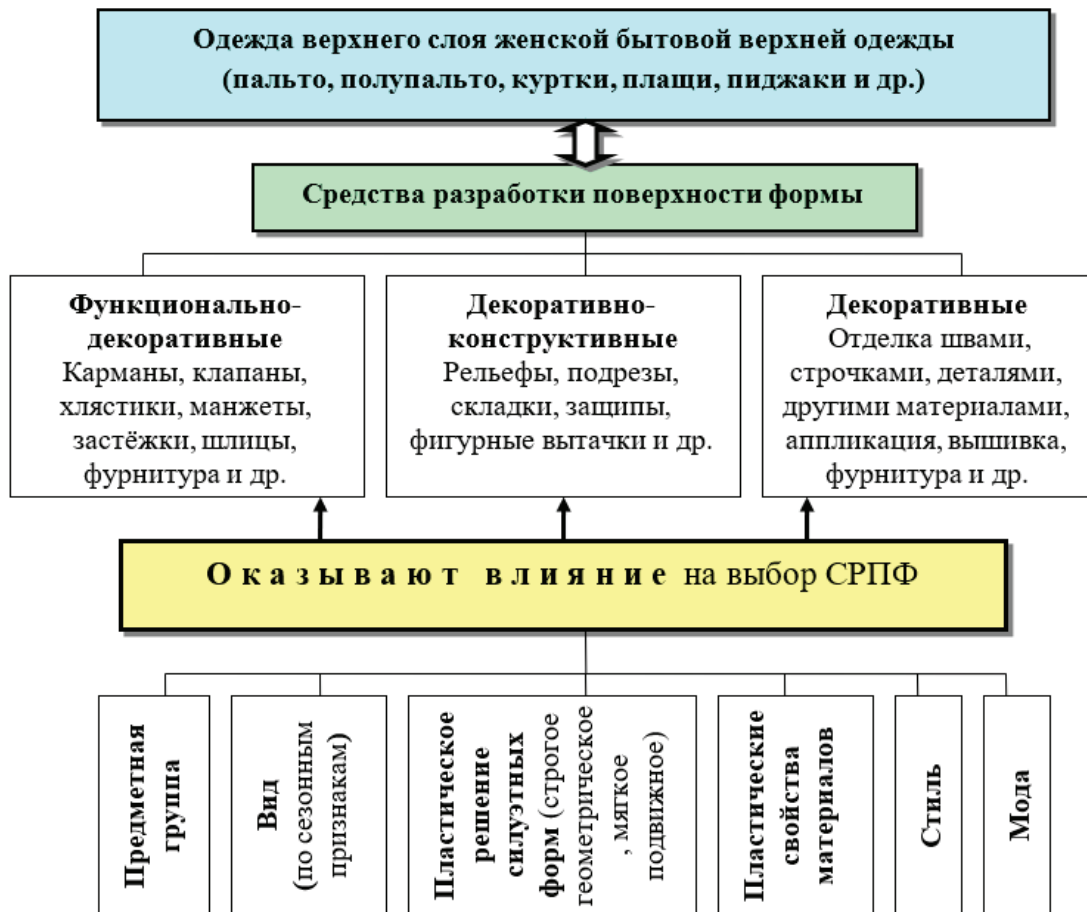 Одежда верхнего слоя женской бытовой верхней одежды
(пальто, полупальто, куртки, плащи, пиджаки и др.)
Средства разработки поверхности формы
Функционально-
декоративные
Карманы, клапаны,
хлястики, манжеты,
застёжки, шлицы,
фурнитура и др.
Декоративно-
конструктивные
Рельефы, подрезы,
складки, защипы,
фигурные вытачки и др.
Декоративные
Отделка швами,
строчками, деталями,
другими материалами,
аппликация, вышивка,
фурнитура и др.
О к а з ы в а ю т в л и я н и е на выбор СРПФ
Предметная
группа
Вид
(по сезонным
признакам)
Пластическое
решение
силуэтных
форм (строгое
геометрическое
, мягкое
подвижное)
Пластические
свойства
материалов
Стиль
Мода